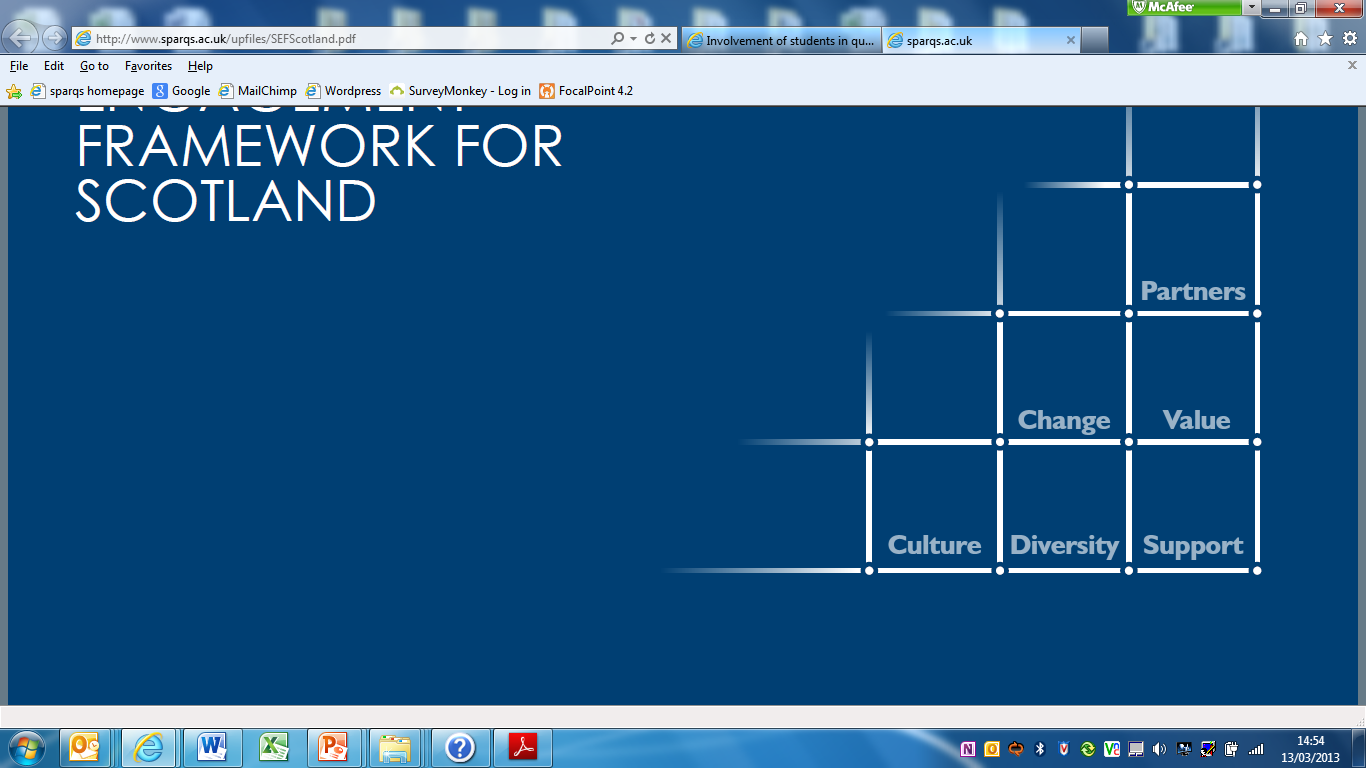 McAfee
http://www.sparqs.ac.uk/upfiles/SEFScotland.pdf
Involvement of students in qu...
sparqs.ac.uk
File Edit Go to Favorites Help
sparqs homepage Google MailChimp Wordpress SurveyMonkey - Log in FocalPoint 4.2
ENGAGEMENT
FRAMEWORK FOR
SCOTLAND
Partners
Change Value
Culture Diversity Support
14:54
13/03/2013